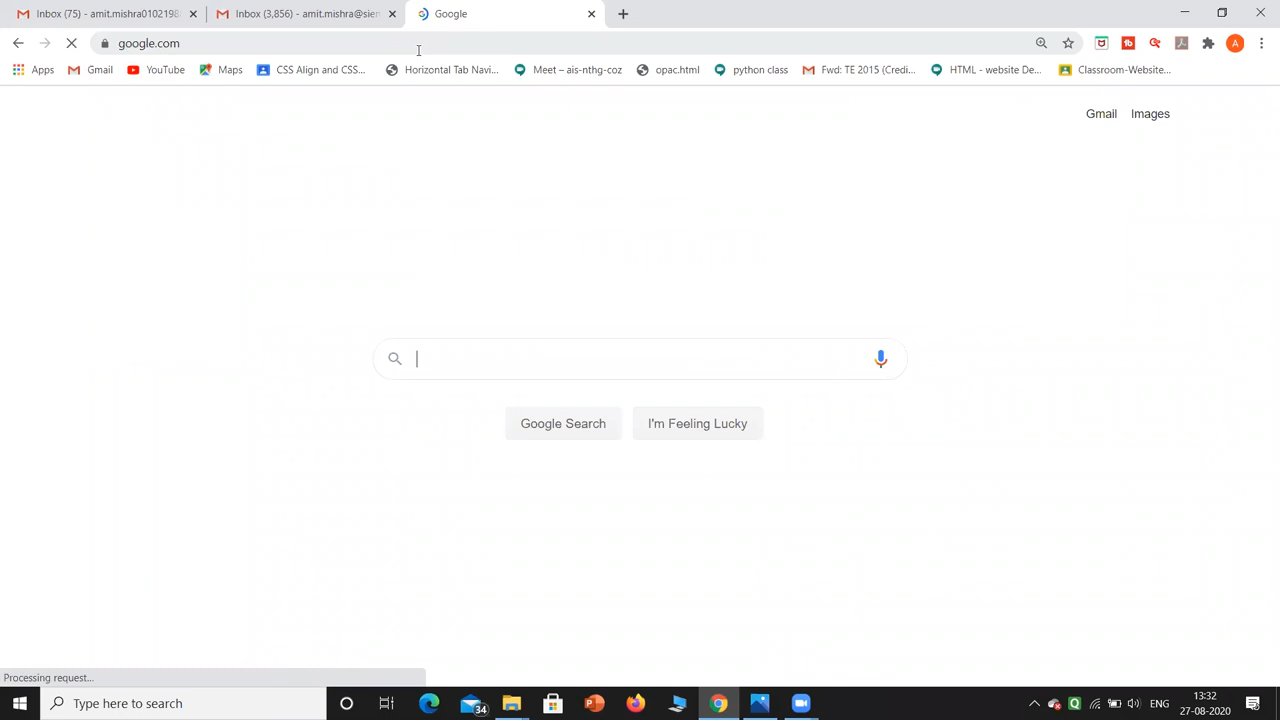 Inbox (75) - amit.mishra0102198
Inbox (3,856) - amit.mishra@sien
Google
google.com
Apps
Gmail
YouTube
Maps
CSS Align and CSS...
Horizontal Tab Navi...
Meet – ais-nthg-coz
opac.html
python class
Fwd: TE 2015 (Credi...
HTML - website De...
Classroom-Website...
A
Gmail
Images
Google Search
I'm Feeling Lucky
Processing request...
Type here to search
34
ENG
13:32
27-08-2020